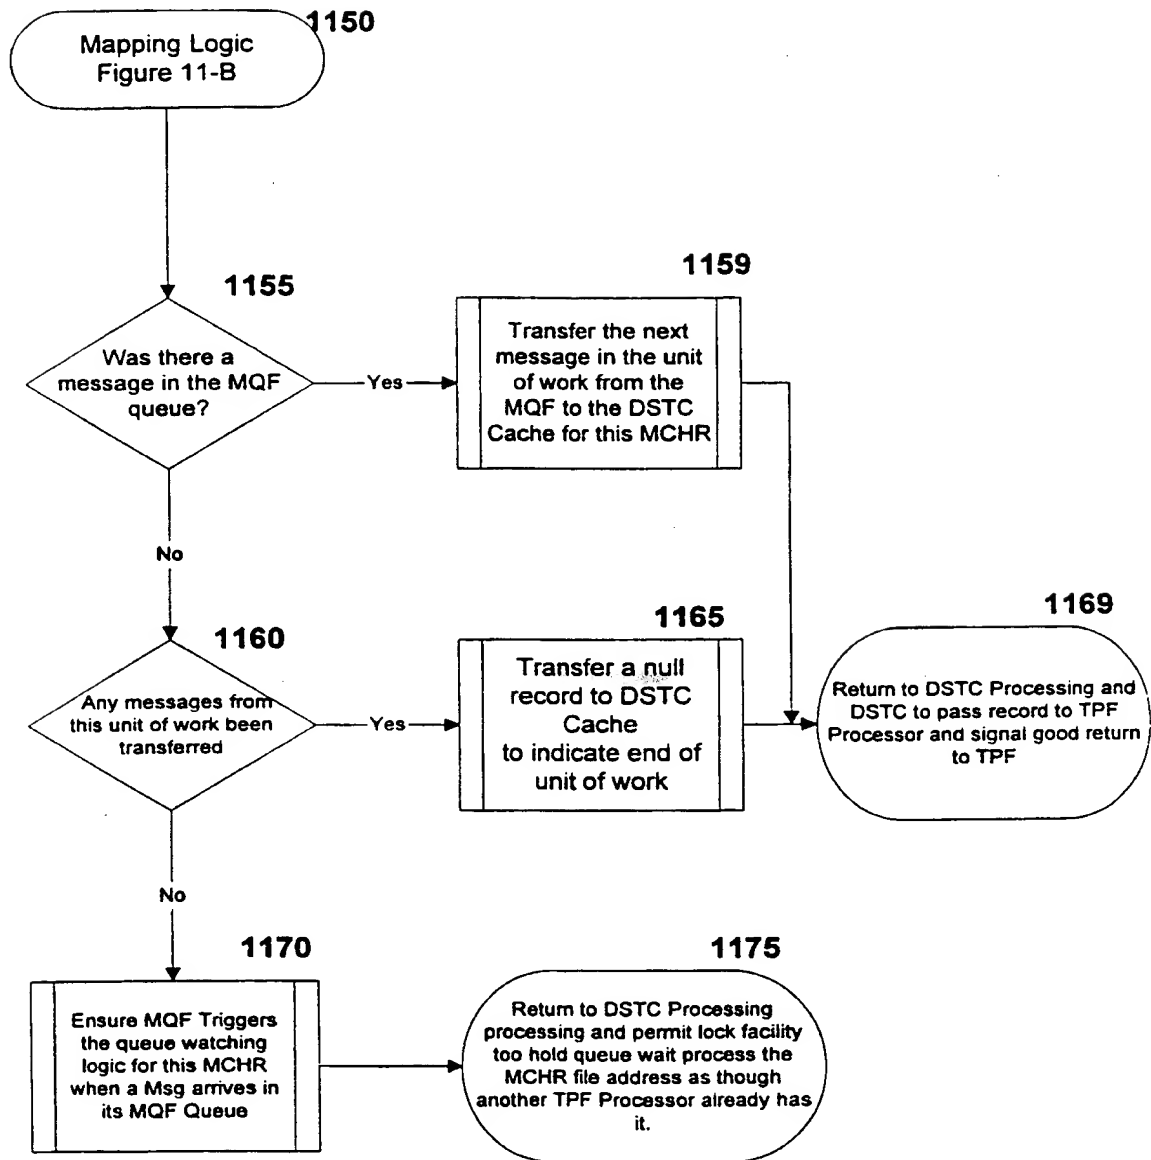 1150
Mapping Logic
Figure 11-B
1155
Was there a
message in the MQF
queue?
Yes
1159
Transfer the next
message in the unit
of work from the
MQF to the DSTC
Cache for this MCHR
No
1160
Any messages from
this unit of work been
transferred
Yes
1165
Transfer a null
record to DSTC
Cache
to indicate end of
unit of work
1169
Return to DSTC Processing and
DSTC to pass record to TPF
Processor and signal good return
to TPF
No
1170
Ensure MQF Triggers
the queue watching
logic for this MCHR
when a Msg arrives in
its MQF Queue
1175
Return to DSTC Processing
processing and permit lock facility
too hold queue wait process the
MCHR file address as though
another TPF Processor already has
it.